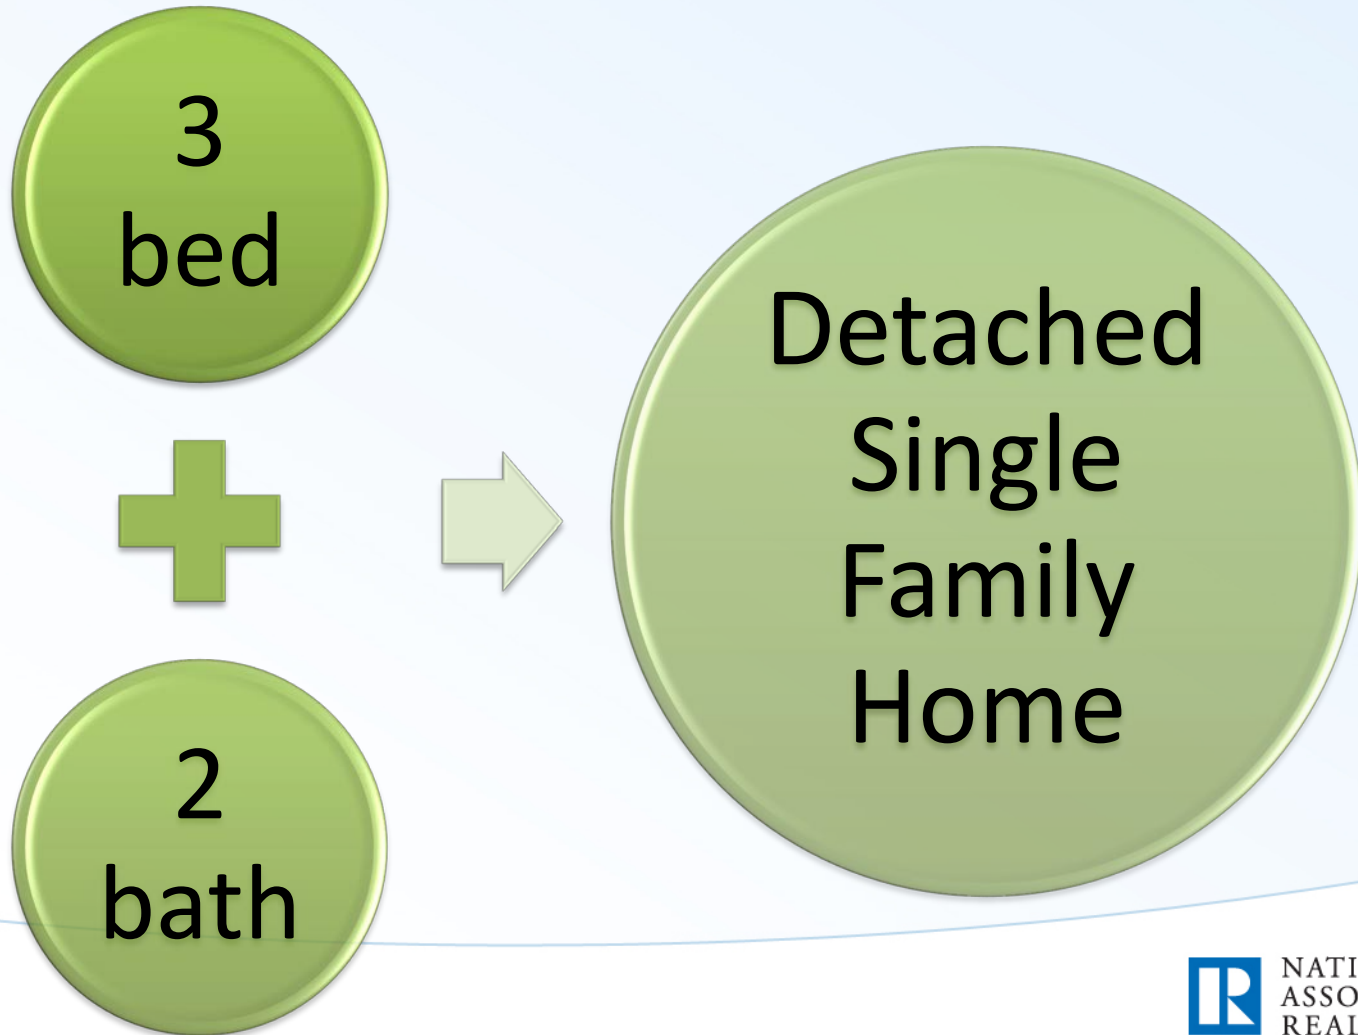 3
bed
2
bath
Detached
Single
Family
Home
NATI
ASSO
REAL